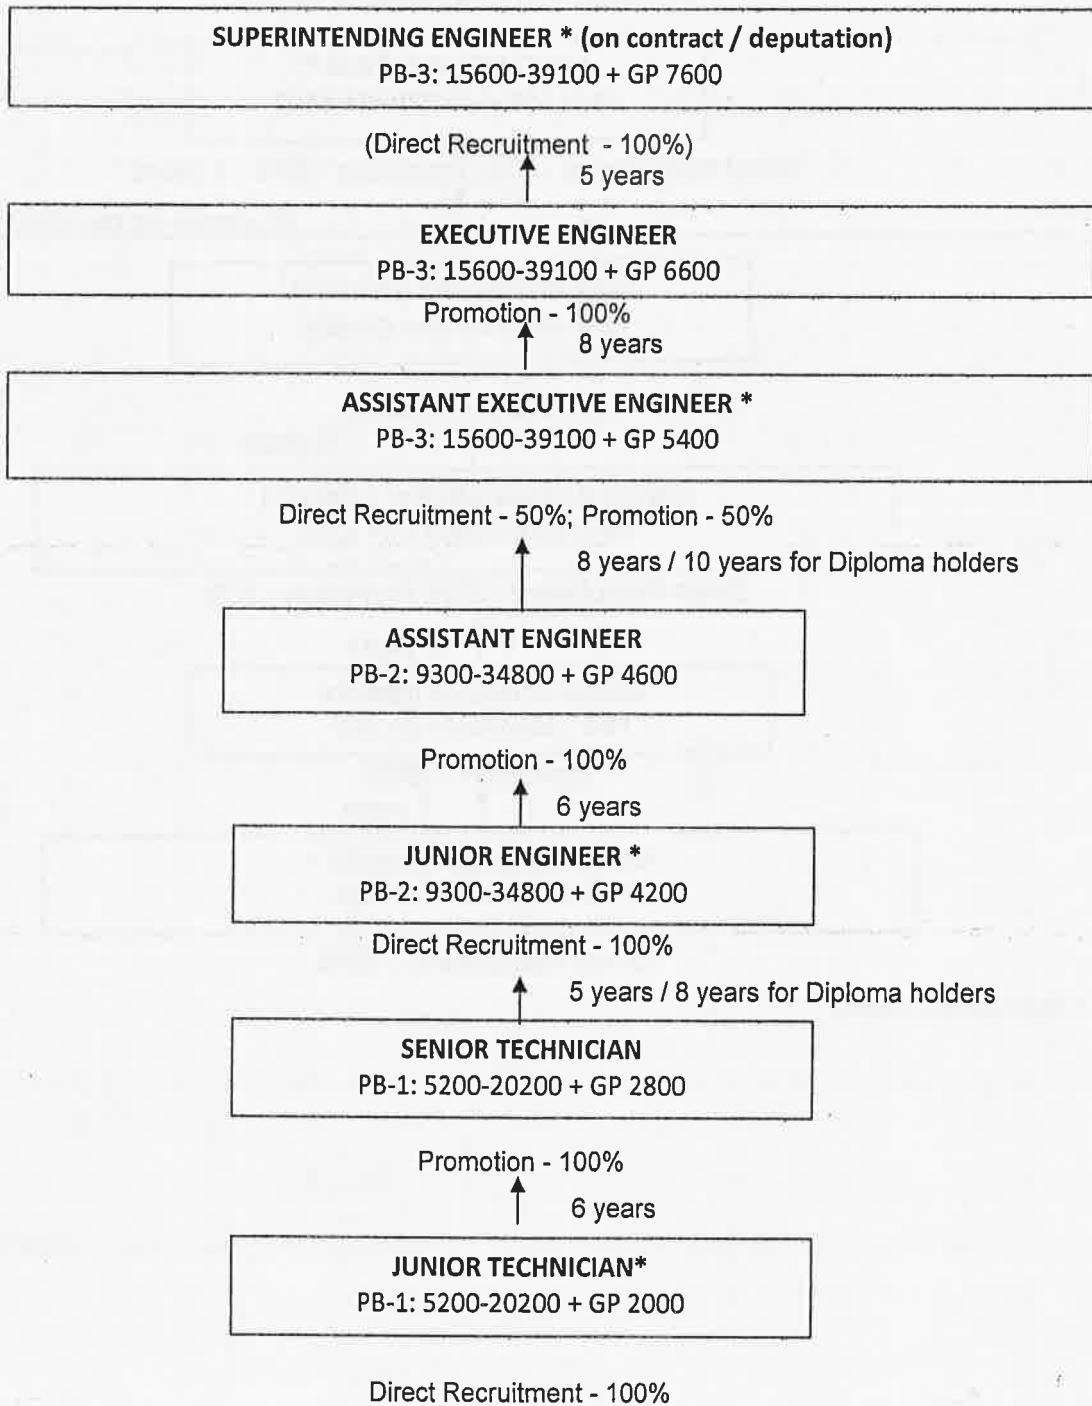 SUPERINTENDING ENGINEER * (on contract / deputation)
PB-3: 15600-39100 + GP 7600
(Direct Recruitment - 100%)
5 years
EXECUTIVE ENGINEER
PB-3: 15600-39100 + GP 6600
Promotion - 100%
8 years
ASSISTANT EXECUTIVE ENGINEER *
PB-3: 15600-39100 + GP 5400
Direct Recruitment - 50%; Promotion - 50%
8 years / 10 years for Diploma holders
ASSISTANT ENGINEER
PB-2: 9300-34800 + GP 4600
Promotion - 100%
6 years
JUNIOR ENGINEER *
PB-2: 9300-34800 + GP 4200
Direct Recruitment - 100%
5 years / 8 years for Diploma holders
SENIOR TECHNICIAN
PB-1: 5200-20200 + GP 2800
Promotion - 100%
6 years
JUNIOR TECHNICIAN*
PB-1: 5200-20200 + GP 2000
Direct Recruitment - 100%